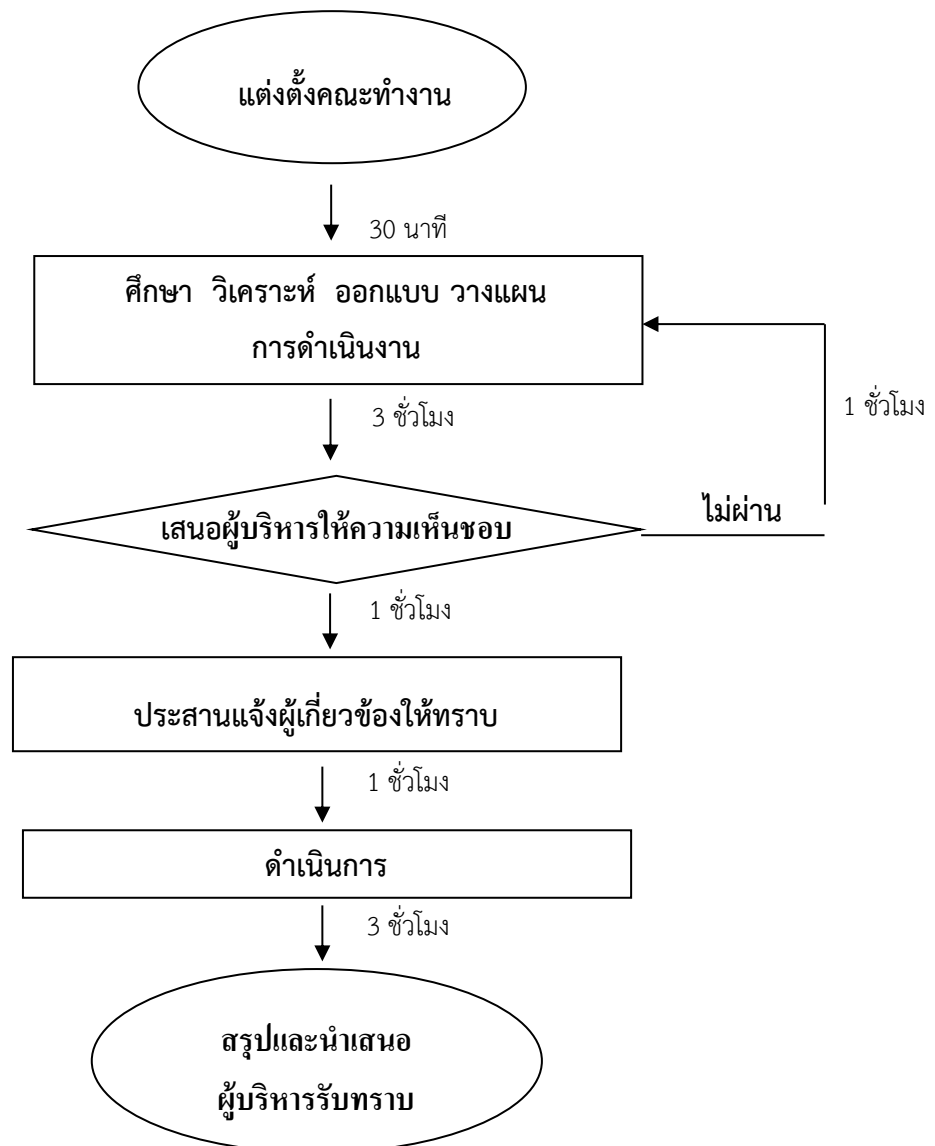 แต่งตั้งคณะทำงาน
30 นาที
ศึกษา วิเคราะห์ ออกแบบ วางแผน
การดำเนินงาน
3 ชั่วโมง
1 ชั่วโมง
เสนอผู้บริหารให้ความเห็นชอบ
ไม่ผ่าน
1 ชั่วโมง
ประสานแจ้งผู้เกี่ยวข้องให้ทราบ
1 ชั่วโมง
ดำเนินการ
3 ชั่วโมง
สรุปและนำเสนอ
ผู้บริหารรับทราบ